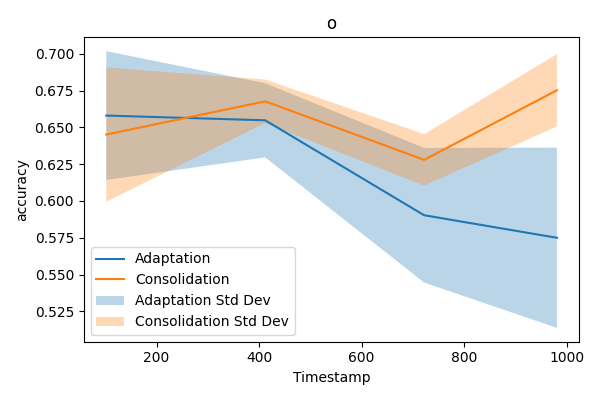 o
accuracy
0.700
0.675
0.650
0.625
0.600
0.575
0.550
0.525
Adaptation
Consolidation
Adaptation Std Dev
Consolidation Std Dev
200 400 600 800 1000
Timestamp